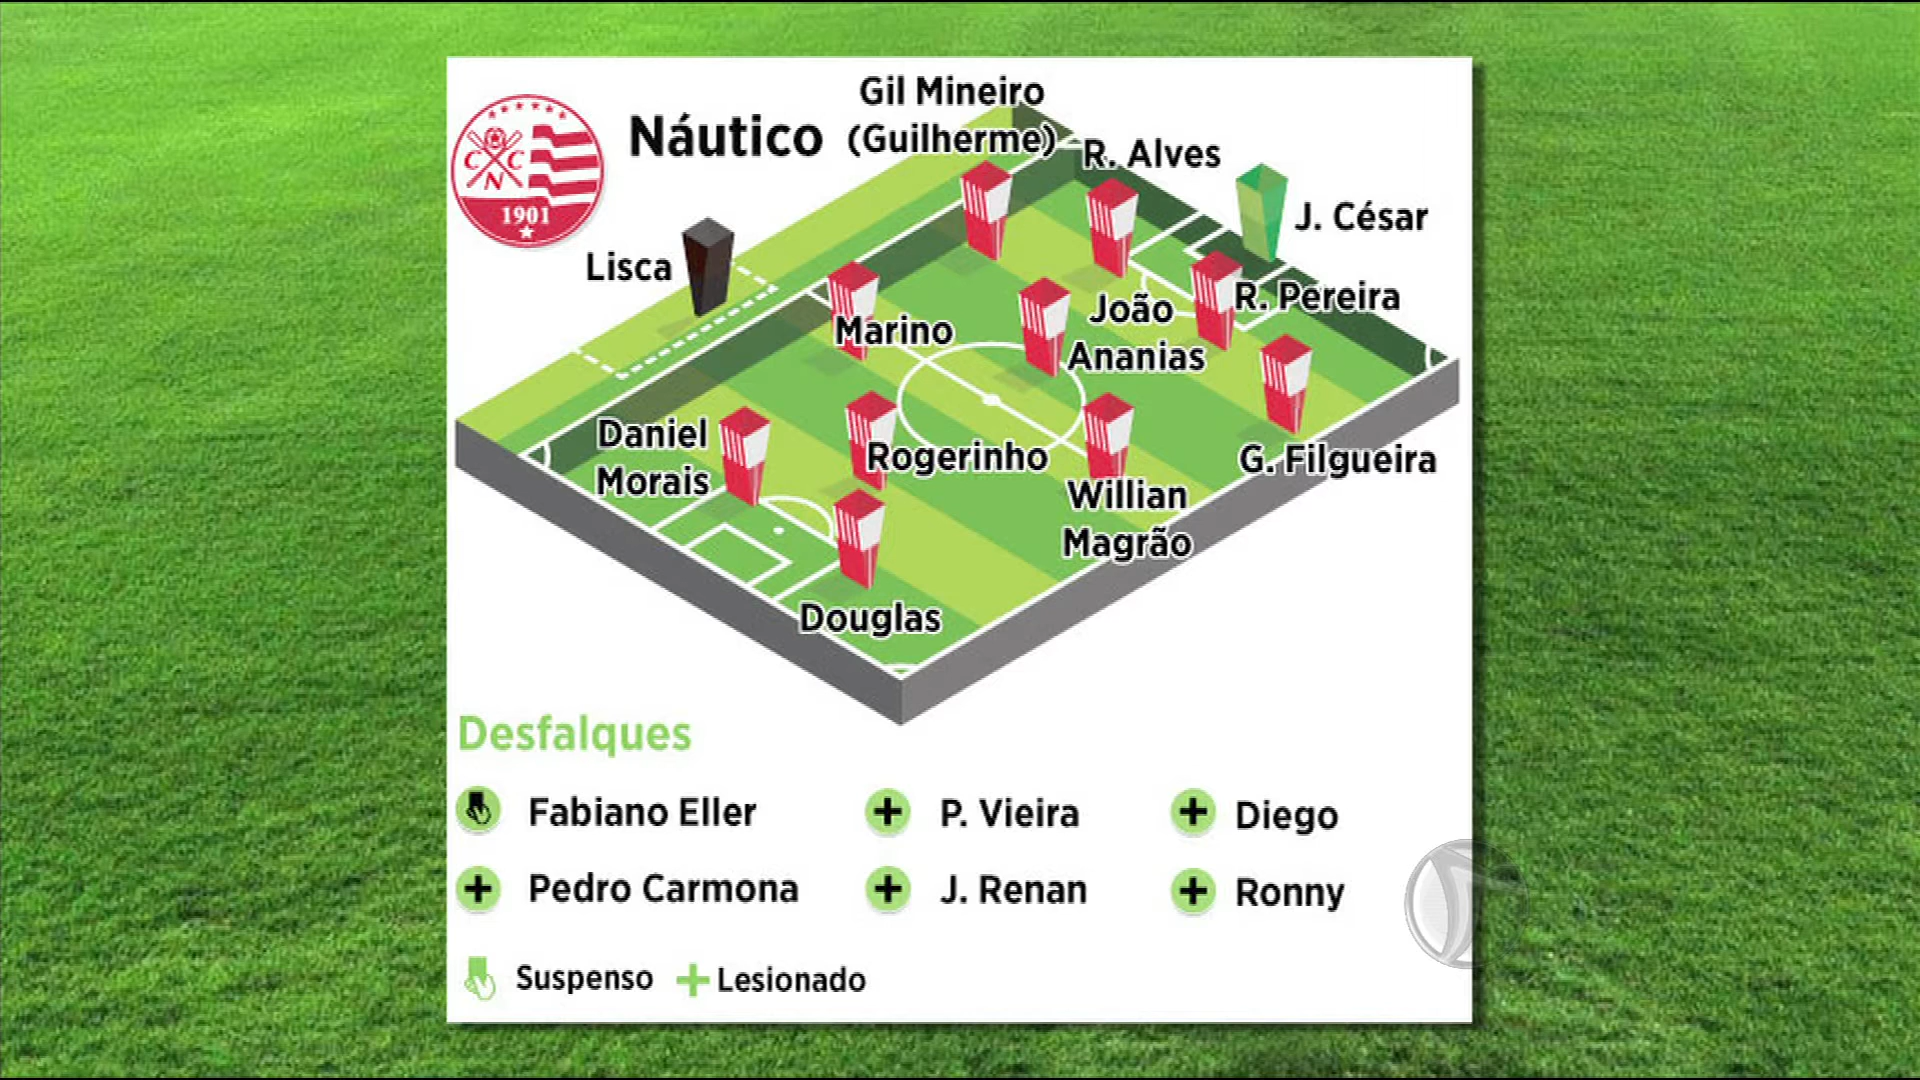 Gil Mineiro
Náutico (Guilherme)
R. Alves
C C
N
1901
J. César
Lisca
R. Pereira
João
Ananias
Marino
Daniel
Morais
Rogerinho
G. Filgueira
Willian
Magrão
Douglas
Desfalques
Fabiano Eller P. Vieira Diego
Pedro Carmona J. Renan Ronny
Suspenso Lesionado